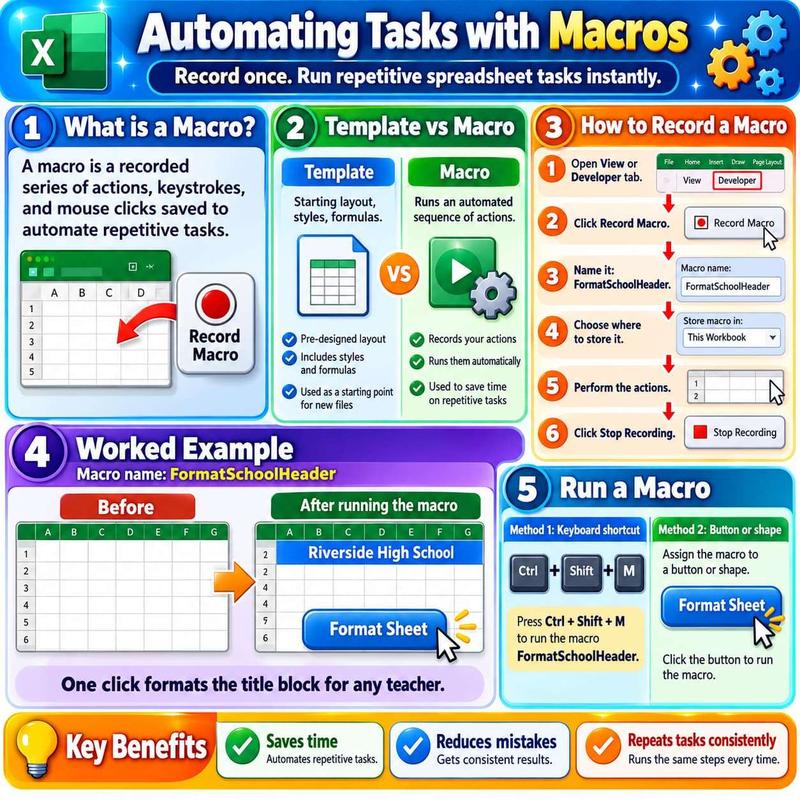 X
Automating Tasks with Macros
Record once. Run repetitive spreadsheet tasks instantly.
1 What is a Macro?
A macro is a recorded
series of actions, keystrokes,
and mouse clicks saved to
automate repetitive tasks.
A B C D
1
2
3
4
5
Record
Macro
2 Template vs Macro
Template
Starting layout,
styles, formulas.
Pre-designed layout
Includes styles
and formulas
Used as a starting point
for new files
VS
Macro
Runs an automated
sequence of actions.
Records your actions
Runs them automatically
Used to save time
on repetitive tasks
3 How to Record a Macro
1 Open View or
Developer tab.
File Home Insert Draw Page Layout
View Developer
2 Click Record Macro.
Record Macro
3 Name it:
FormatSchoolHeader.
Macro name:
FormatSchoolHeader
4 Choose where
to store it.
Store macro in:
This Workbook
5 Perform the actions.
1
2
6 Click Stop Recording.
Stop Recording
4 Worked Example
Macro name: FormatSchoolHeader
Before
A B C D E F G
1
2
3
4
5
6
After running the macro
A B C D E F G
2 Riverside High School
2
3
4
6
One click formats the title block for any teacher.
Format Sheet
5 Run a Macro
Method 1: Keyboard shortcut
Ctrl + Shift + M
Press Ctrl + Shift + M
to run the macro
FormatSchoolHeader.
Method 2: Button or shape
Assign the macro to
a button or shape.
Format Sheet
Click the button to run
the macro.
Key Benefits
Saves time
Automates repetitive tasks.
Reduces mistakes
Gets consistent results.
Repeats tasks consistently
Runs the same steps every time.